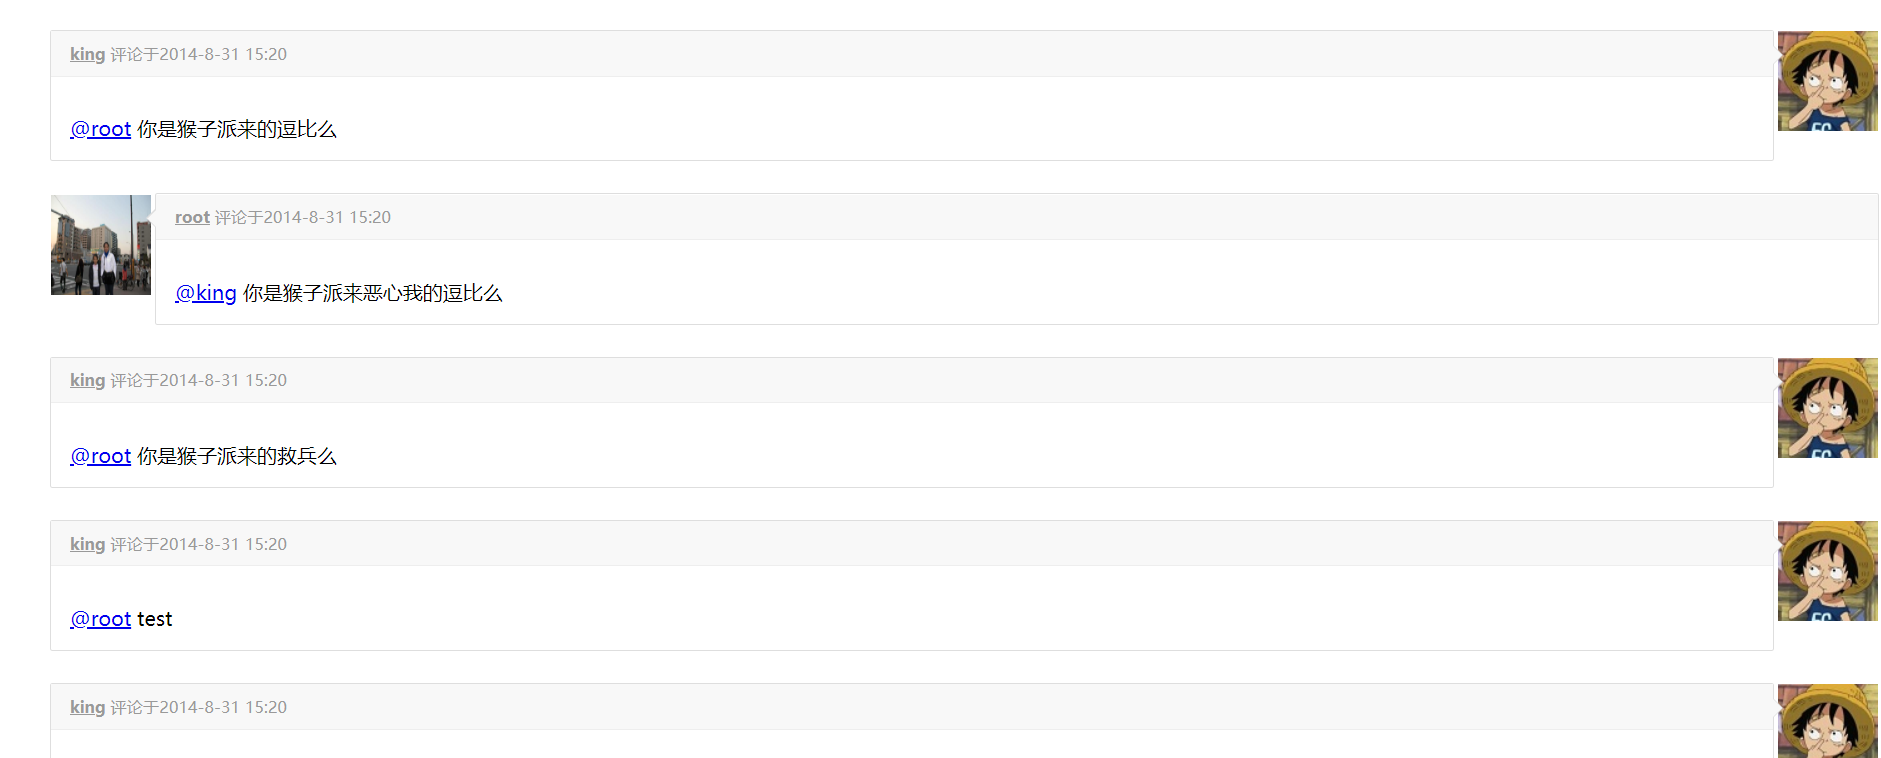 king 评论于2014-8-31 15:20
@root 你是猴子派来的逗比么
root 评论于2014-8-31 15:20
@king 你是猴子派来恶心我的逗比么
king 评论于2014-8-31 15:20
@root 你是猴子派来的救兵么
king 评论于2014-8-31 15:20
@root test
king 评论于2014-8-31 15:20